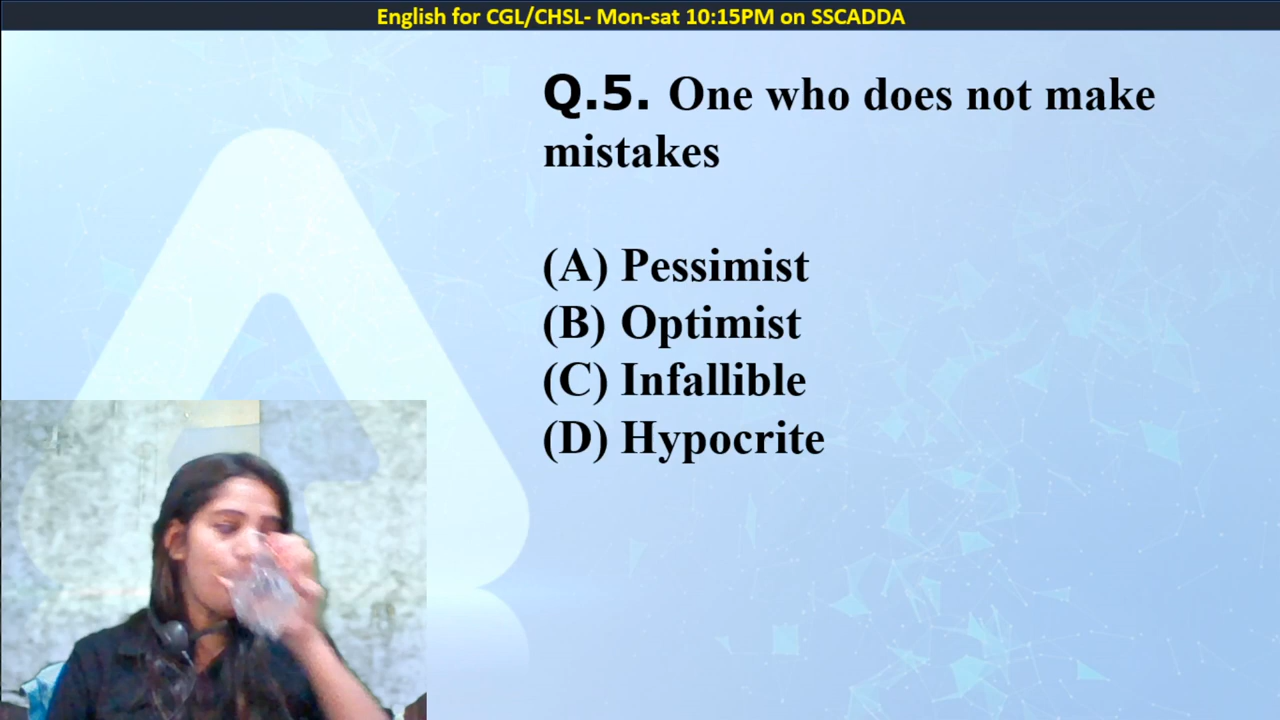 English for CGL/CHSL- Mon-sat 10:15PM on SSCADDA
Q.5. One who does not make
mistakes
(A) Pessimist
(B) Optimist
(C) Infallible
(D) Hypocrite